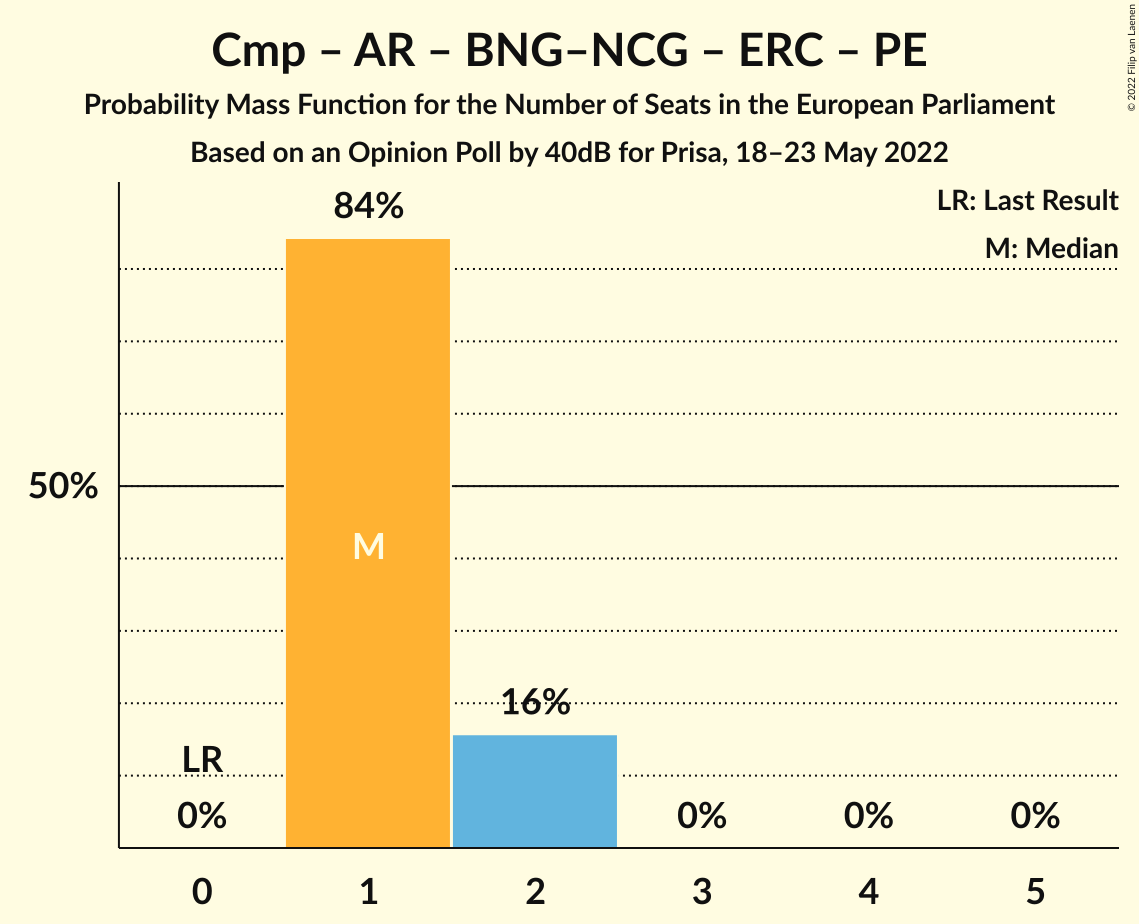 Cmp – AR – BNG–NCG – ERC – PE
Probability Mass Function for the Number of Seats in the European Parliament
Based on an Opinion Poll by 40dB for Prisa, 18–23 May 2022
© 2022 Filip van Laenen
LR: Last Result
M: Median
84%
50%
M
16%
LR
0%
0%
0%
0%
0
1
2
3
4
5